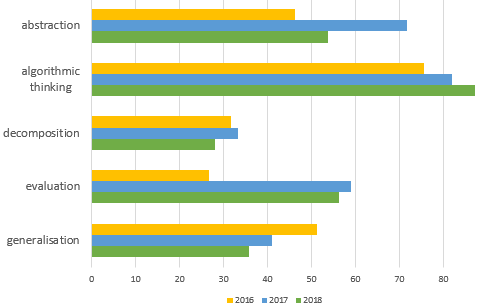 abstraction
algorithmic
thinking
decomposition
evaluation
generalisation
0 10 20 30 40 50 60 70 80
2016 2017 2018